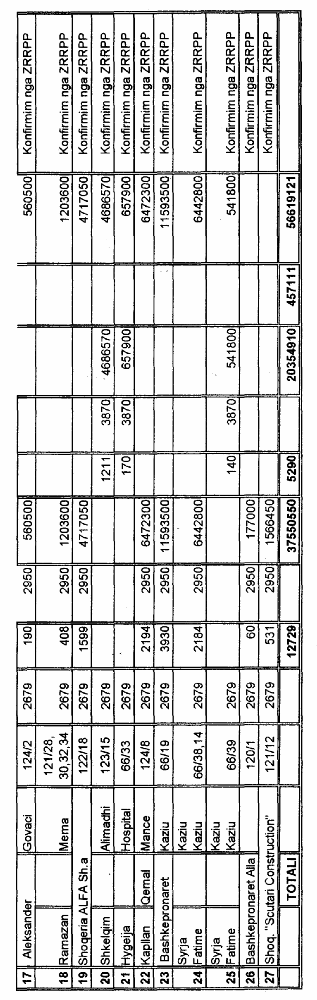 17 Aleksander Govaci 124/2 2679 190 2950 560500 560500 Konfirmim nga ZRRPP
121/28,
18 Ramazan Mema 30,32,34 2679 408 2950 1203600 1203600 Konfirmim nga ZRRPP
19 Shoqeria ALFA Sh.a 122/18 2679 1599 2950 4717050 4717050 Konfirmim nga ZRRPP
20 Shkelqim Alimadhi 123/15 2679 1211 3870 4686570 4686570 Konfirmim nga ZRRPP
21 Hygeija Hospital 66/33 2679 170 3870 657900 657900 Konfirmim nga ZRRPP
22 Kapllan Qemal Mance 124/8 2679 2194 2950 6472300 6472300 Konfirmim nga ZRRPP
23 Bashkepronaret Kaziu 66/19 2679 3930 2950 11593500 11593500 Konfirmim nga ZRRPP
Syrja Kaziu
24 Fatime Kaziu 66/38,14 2679 2184 2950 6442800 6442800 Konfirmim nga ZRRPP
Syrja Kaziu
25 Fatime Kaziu 66/39 2679 140 3870 541800 541800 Konfirmim nga ZRRPP
26 Bashkepronaret Alla 120/1 2679 60 2950 177000 Konfirmim nga ZRRPP
27 Shoq. "Scutari Construction" 121/12 2679 531 2950 1566450 Konfirmim nga ZRRPP
TOTALI 12729 37550550 5290 20354910 457111 56619121